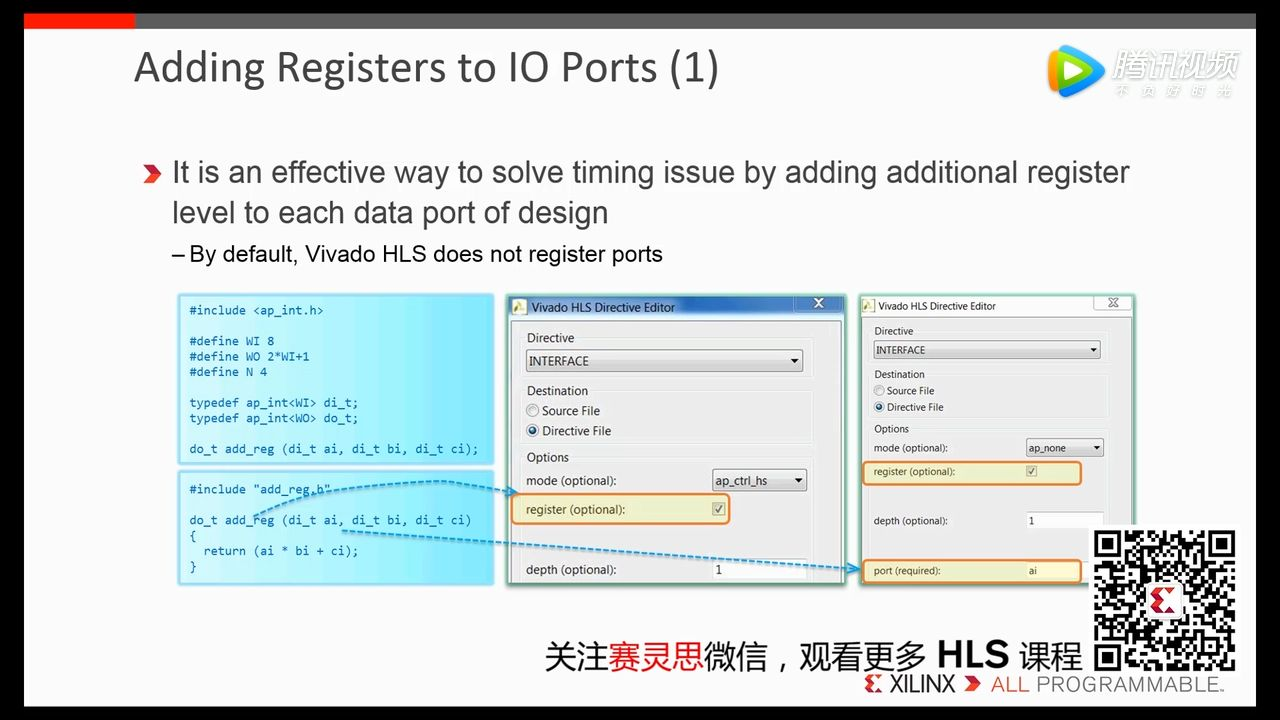 Adding Registers to IO Ports (1)
腾讯视频
不负好时光
It is an effective way to solve timing issue by adding additional register
level to each data port of design
– By default, Vivado HLS does not register ports
#include <ap_int.h>
#define WI 8
#define WO 2*WI+1
#define N 4
typedef ap_int<WI> di_t;
typedef ap_int<WO> do_t;
do_t add_reg (di_t ai, di_t bi, di_t ci);
#include "add_reg.h"
do_t add_reg (di_t ai, di_t bi, di_t ci)
{
return (ai * bi + ci);
}
Vivado HLS Directive Editor
Directive
INTERFACE
Destination
Source File
Directive File
Options
mode (optional): ap_ctrl_hs
register (optional):
depth (optional): 1
Vivado HLS Directive Editor
Directive
INTERFACE
Destination
Source File
Directive File
Options
mode (optional): ap_none
register (optional):
depth (optional): 1
port (required): ai
关注赛灵思微信，观看更多 HLS 课程
XILINX ALL PROGRAMMABLE™